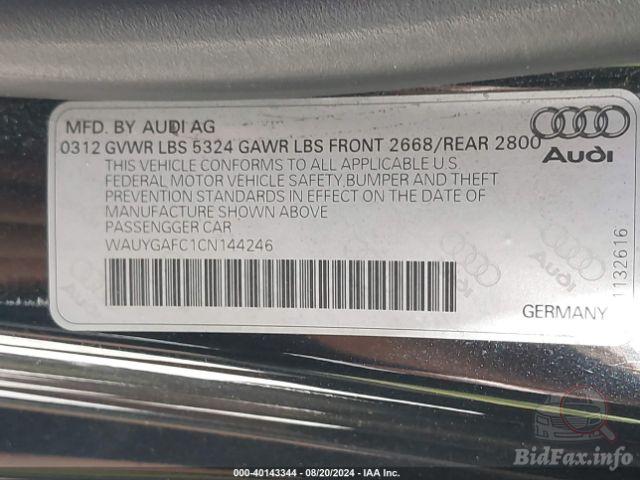 MFD. BY AUDI AG
0312 GVWR LBS 5324 GAWR LBS FRONT 2668/REAR 2800
THIS VEHICLE CONFORMS TO ALL APPLICABLE U.S
FEDERAL MOTOR VEHICLE SAFETY,BUMPER AND THEFT
PREVENTION STANDARDS IN EFFECT ON THE DATE OF
MANUFACTURE SHOWN ABOVE
PASSENGGER CAR
WAUYGAFC1CN144246
Audi
Audi
1132616
GERMANY
000-40143344 - 08/20/2024 - IAA Inc.
BidFax.info